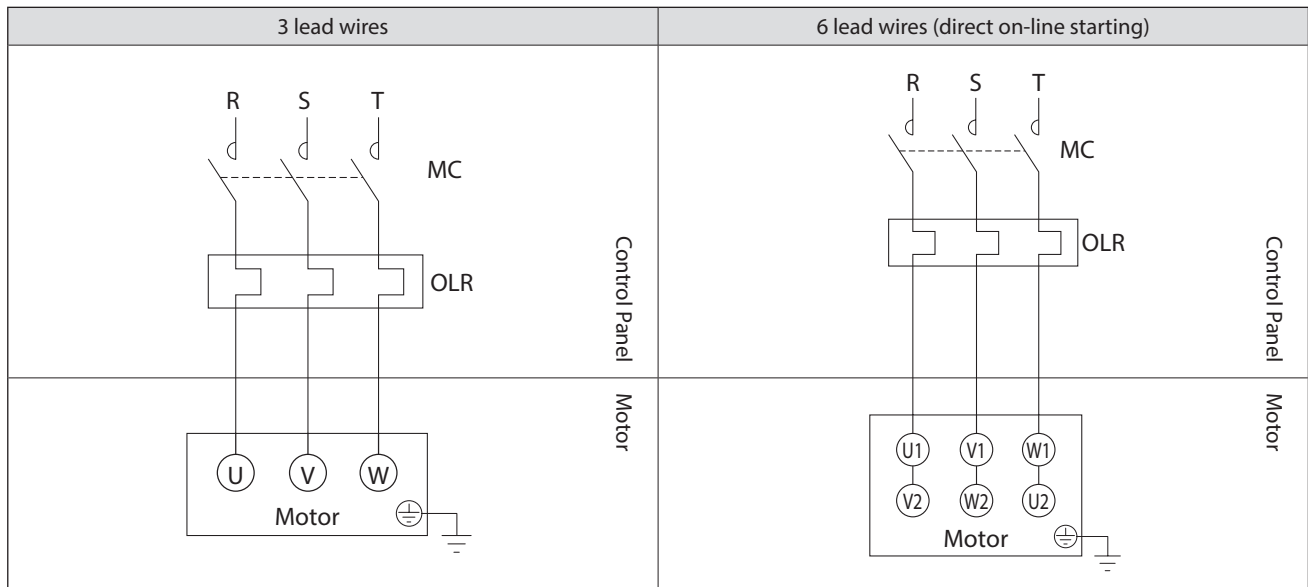 3 lead wires
6 lead wires (direct on-line starting)
R S T
MC
OLR
Control Panel
U V W
Motor
Motor
R S T
MC
OLR
Control Panel
U1 V1 W1
V2 W2 U2
Motor
Motor